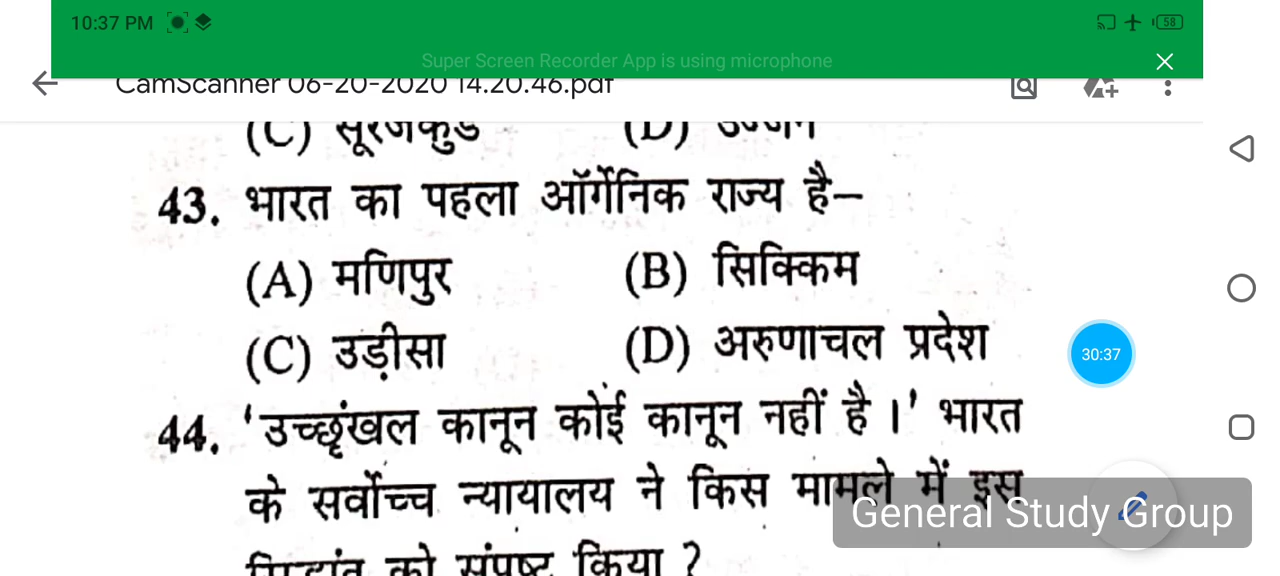 10:37 PM
58
Super Screen Recorder App is using microphone
CamScanner 06-20-2020 14.20.46.pdf
(C) सूरजकुंड (D) उज्जैन
43. भारत का पहला ऑर्गेनिक राज्य है–
(A) मणिपुर (B) सिक्किम
(C) उड़ीसा (D) अरुणाचल प्रदेश
30:37
44. 'उच्छृंखल कानून कोई कानून नहीं है ।' भारत
के सर्वोच्च न्यायालय ने किस मामले में इस
General Study Group
सिद्धांत को संपुष्ट किया ?